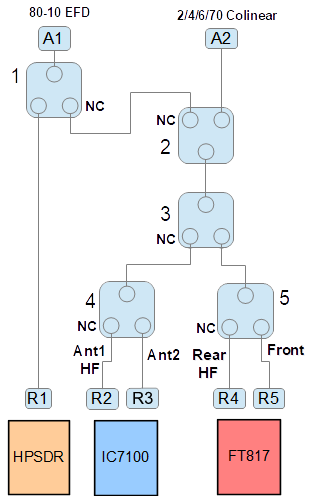 80-10 EFD
2/4/6/70 Colinear
A1
A2
1
NC
NC
2
3
NC
4
5
NC
NC
Ant1
HF
Ant2
Rear
HF
Front
R1
R2
R3
R4
R5
HPSDR
IC7100
FT817